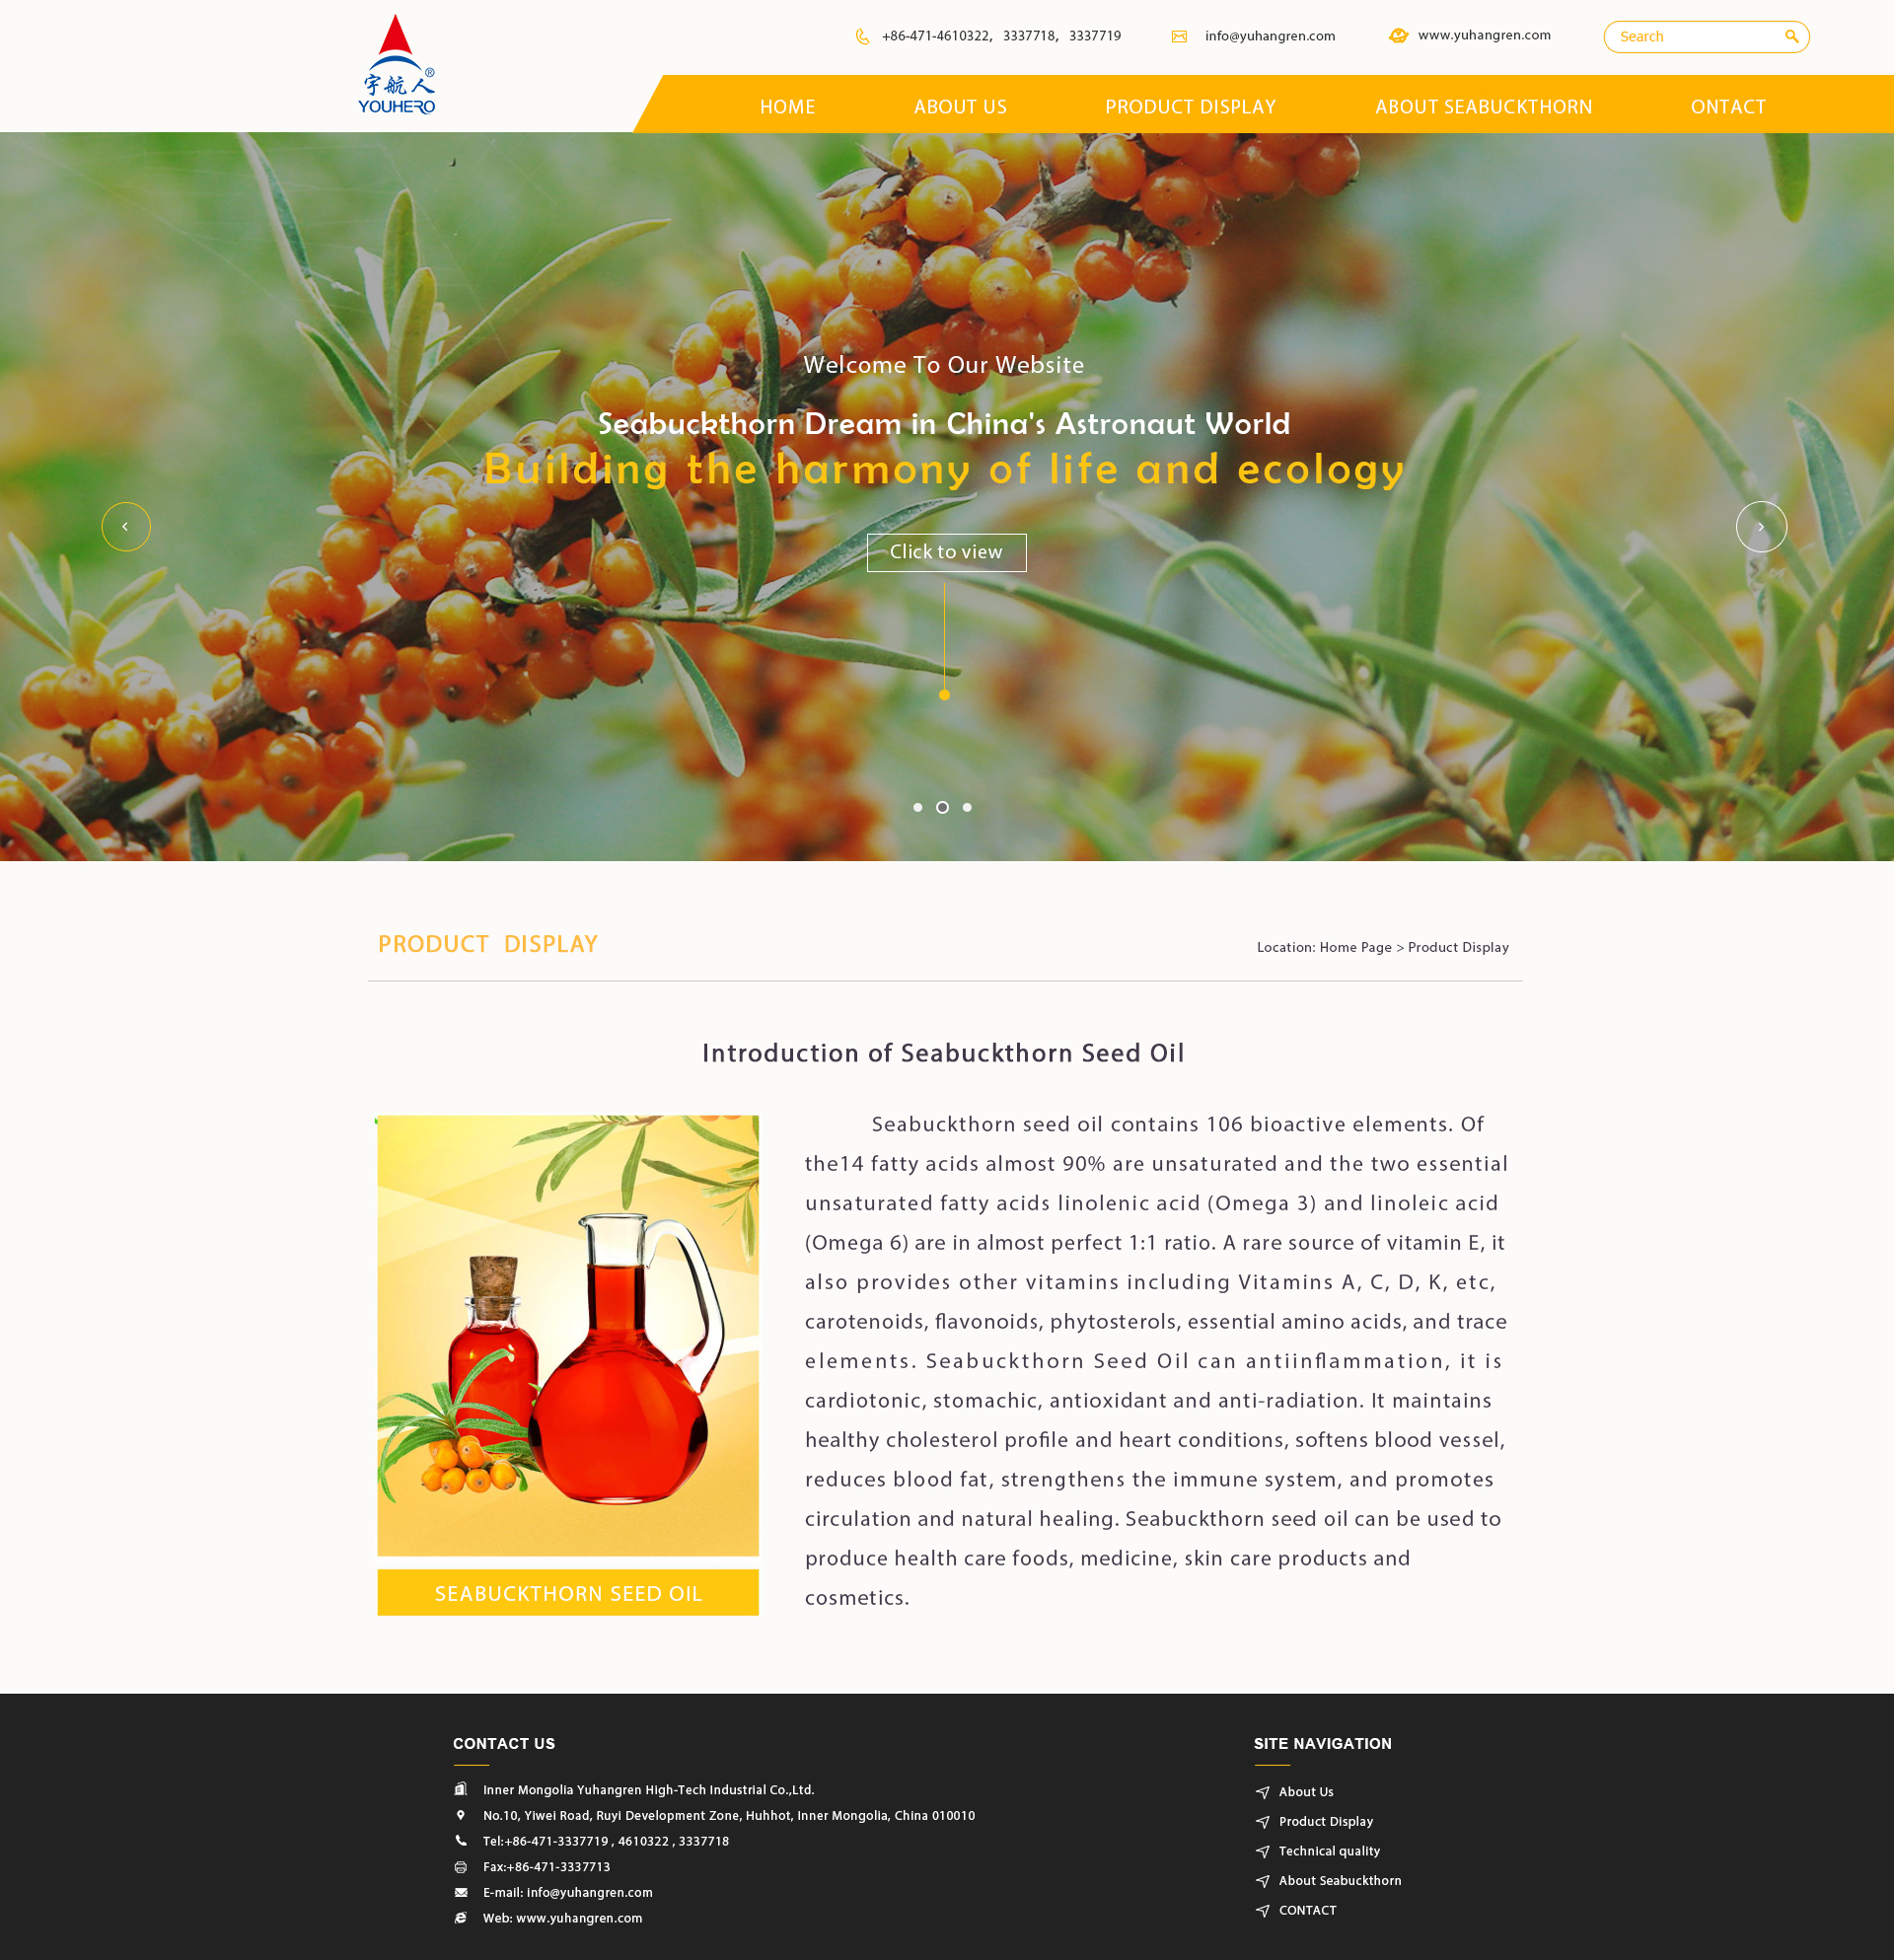 宇航人®
YOUHERO
+86-471-4610322, 3337718, 3337719
info@yuhangren.com
www.yuhangren.com
Search
HOME
ABOUT US
PRODUCT DISPLAY
ABOUT SEABUCKTHORN
ONTACT
Welcome To Our Website
Seabuckthorn Dream in China's Astronaut World
Building the harmony of life and ecology
Click to view
PRODUCT DISPLAY
Location: Home Page > Product Display
Introduction of Seabuckthorn Seed Oil
Seabuckthorn seed oil contains 106 bioactive elements. Of
the14 fatty acids almost 90% are unsaturated and the two essential
unsaturated fatty acids linolenic acid (Omega 3) and linoleic acid
(Omega 6) are in almost perfect 1:1 ratio. A rare source of vitamin E, it
also provides other vitamins including Vitamins A, C, D, K, etc,
carotenoids, flavonoids, phytosterols, essential amino acids, and trace
elements. Seabuckthorn Seed Oil can antiinflammation, it is
cardiotonic, stomachic, antioxidant and anti-radiation. It maintains
healthy cholesterol profile and heart conditions, softens blood vessel,
reduces blood fat, strengthens the immune system, and promotes
circulation and natural healing. Seabuckthorn seed oil can be used to
produce health care foods, medicine, skin care products and
cosmetics.
SEABUCKTHORN SEED OIL
CONTACT US
Inner Mongolia Yuhangren High-Tech Industrial Co.,Ltd.
No.10, Yiwei Road, Ruyi Development Zone, Huhhot, Inner Mongolia, China 010010
Tel:+86-471-3337719 , 4610322 , 3337718
Fax:+86-471-3337713
E-mail: info@yuhangren.com
Web: www.yuhangren.com
SITE NAVIGATION
About Us
Product Display
Technical quality
About Seabuckthorn
CONTACT